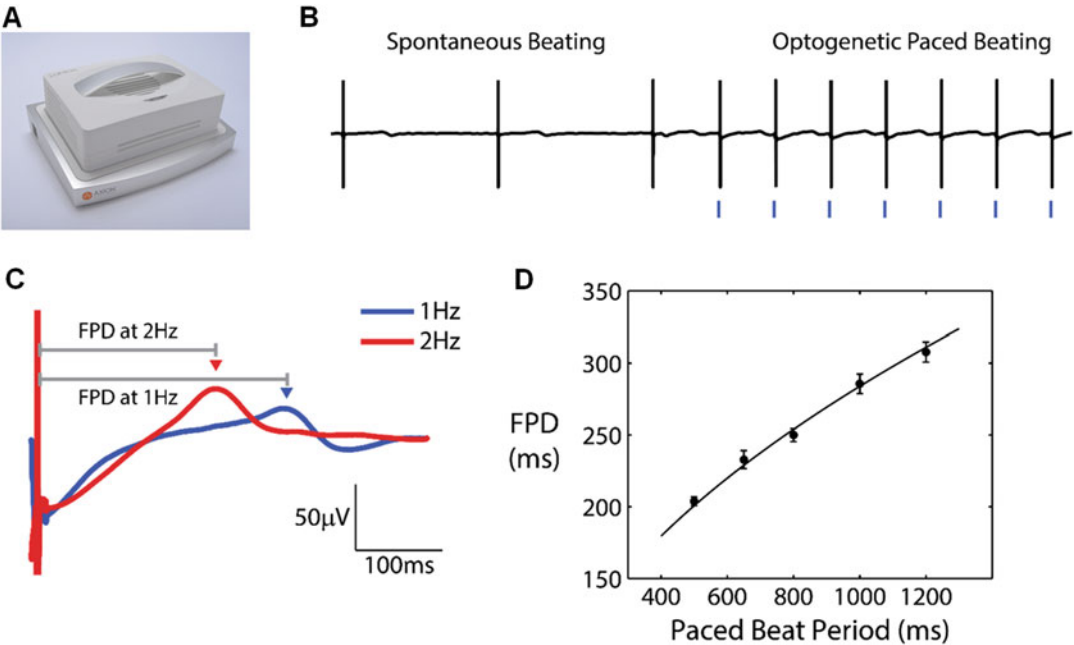 A
AXION
B
Spontaneous Beating
Optogenetic Paced Beating
C
FPD at 2Hz
FPD at 1Hz
1Hz
2Hz
50μV
100ms
D
350
300
250
200
150
FPD
(ms)
400 600 800 1000 1200
Paced Beat Period (ms)